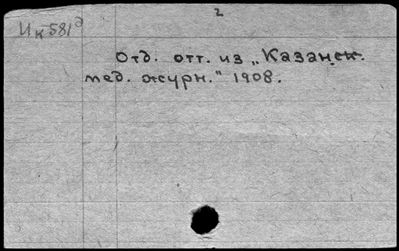 2
Ик581д
Отд. отт. из „Казанск.
мед. журн." 1908.